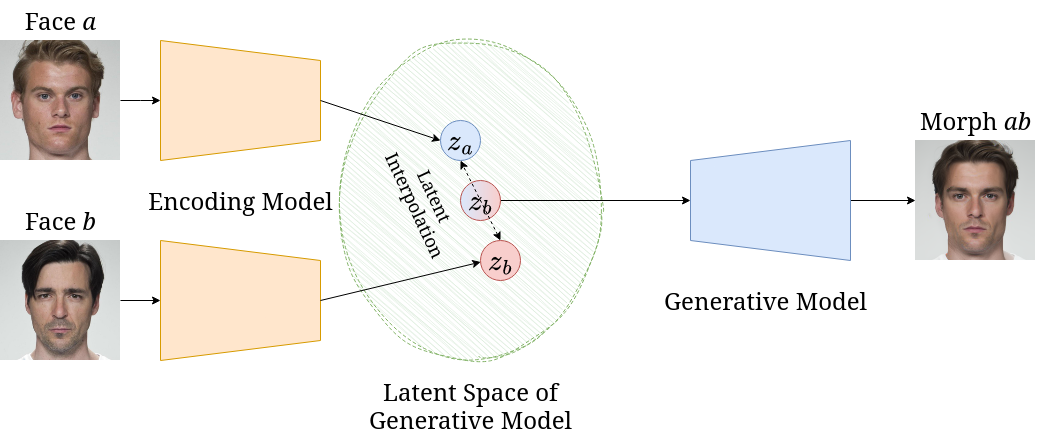 Face a
Face b
Encoding Model
z_a
Latent
Interpolation
z_b
z_b
Latent Space of
Generative Model
Generative Model
Morph ab